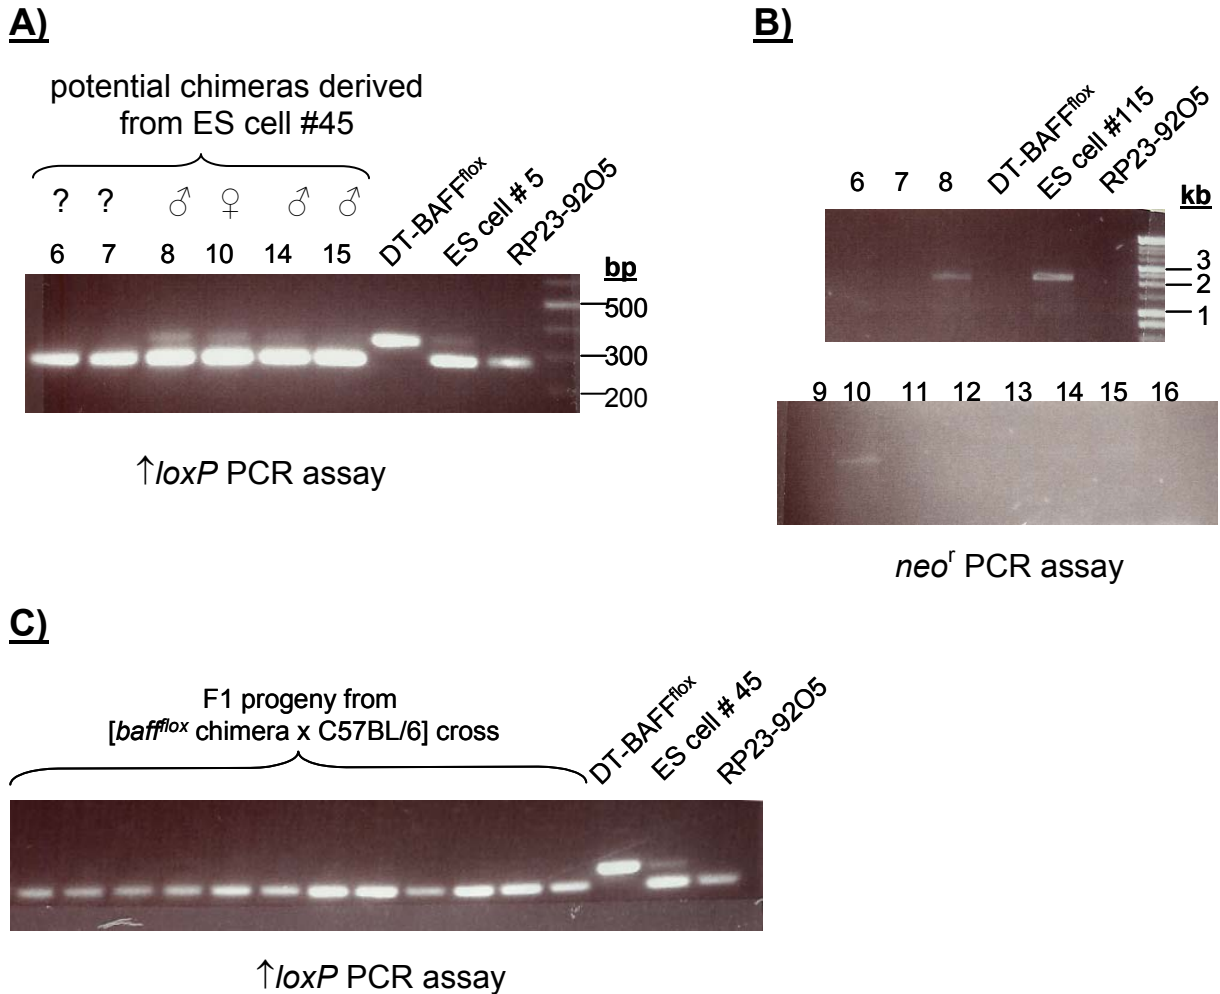 A)
potential chimeras derived
from ES cell #45
? ? ♂ ♀ ♂ ♂
6 7 8 10 14 15 DT-BAFFflox ES cell # 5 RP23-92O5
bp
500
300
200
↑loxP PCR assay
B)
6 7 8 DT-BAFFflox ES cell #115 RP23-92O5
kb
3
2
1
9 10 11 12 13 14 15 16
neor PCR assay
C)
F1 progeny from
[baffflox chimera x C57BL/6] cross
DT-BAFFflox ES cell # 45 RP23-92O5
↑loxP PCR assay